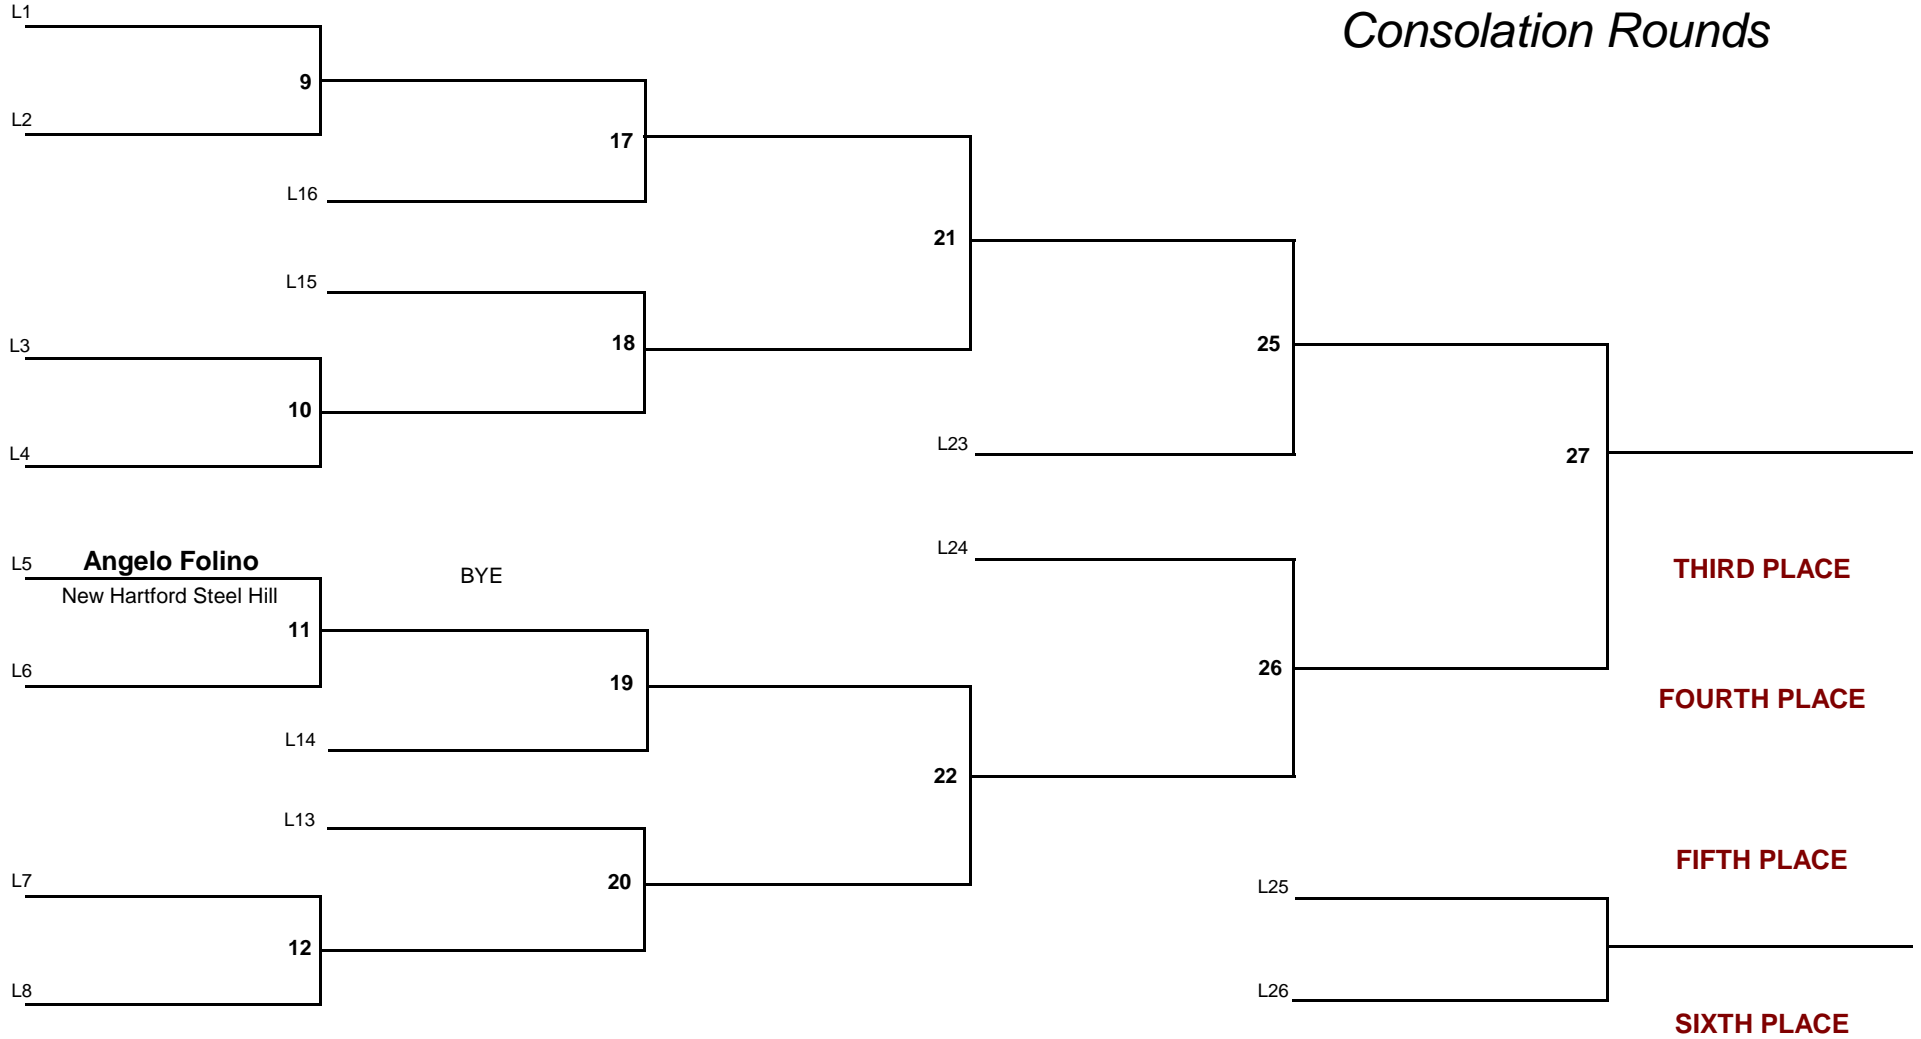 L1
Consolation Rounds
9
L2
17
L16
21
L15
L3
18
25
10
L4
L23
27
L24
L5
Angelo Folino
BYE
THIRD PLACE
New Hartford Steel Hill
11
L6
19
26
FOURTH PLACE
L14
22
L13
FIFTH PLACE
L7
20
L25
12
L8
L26
SIXTH PLACE